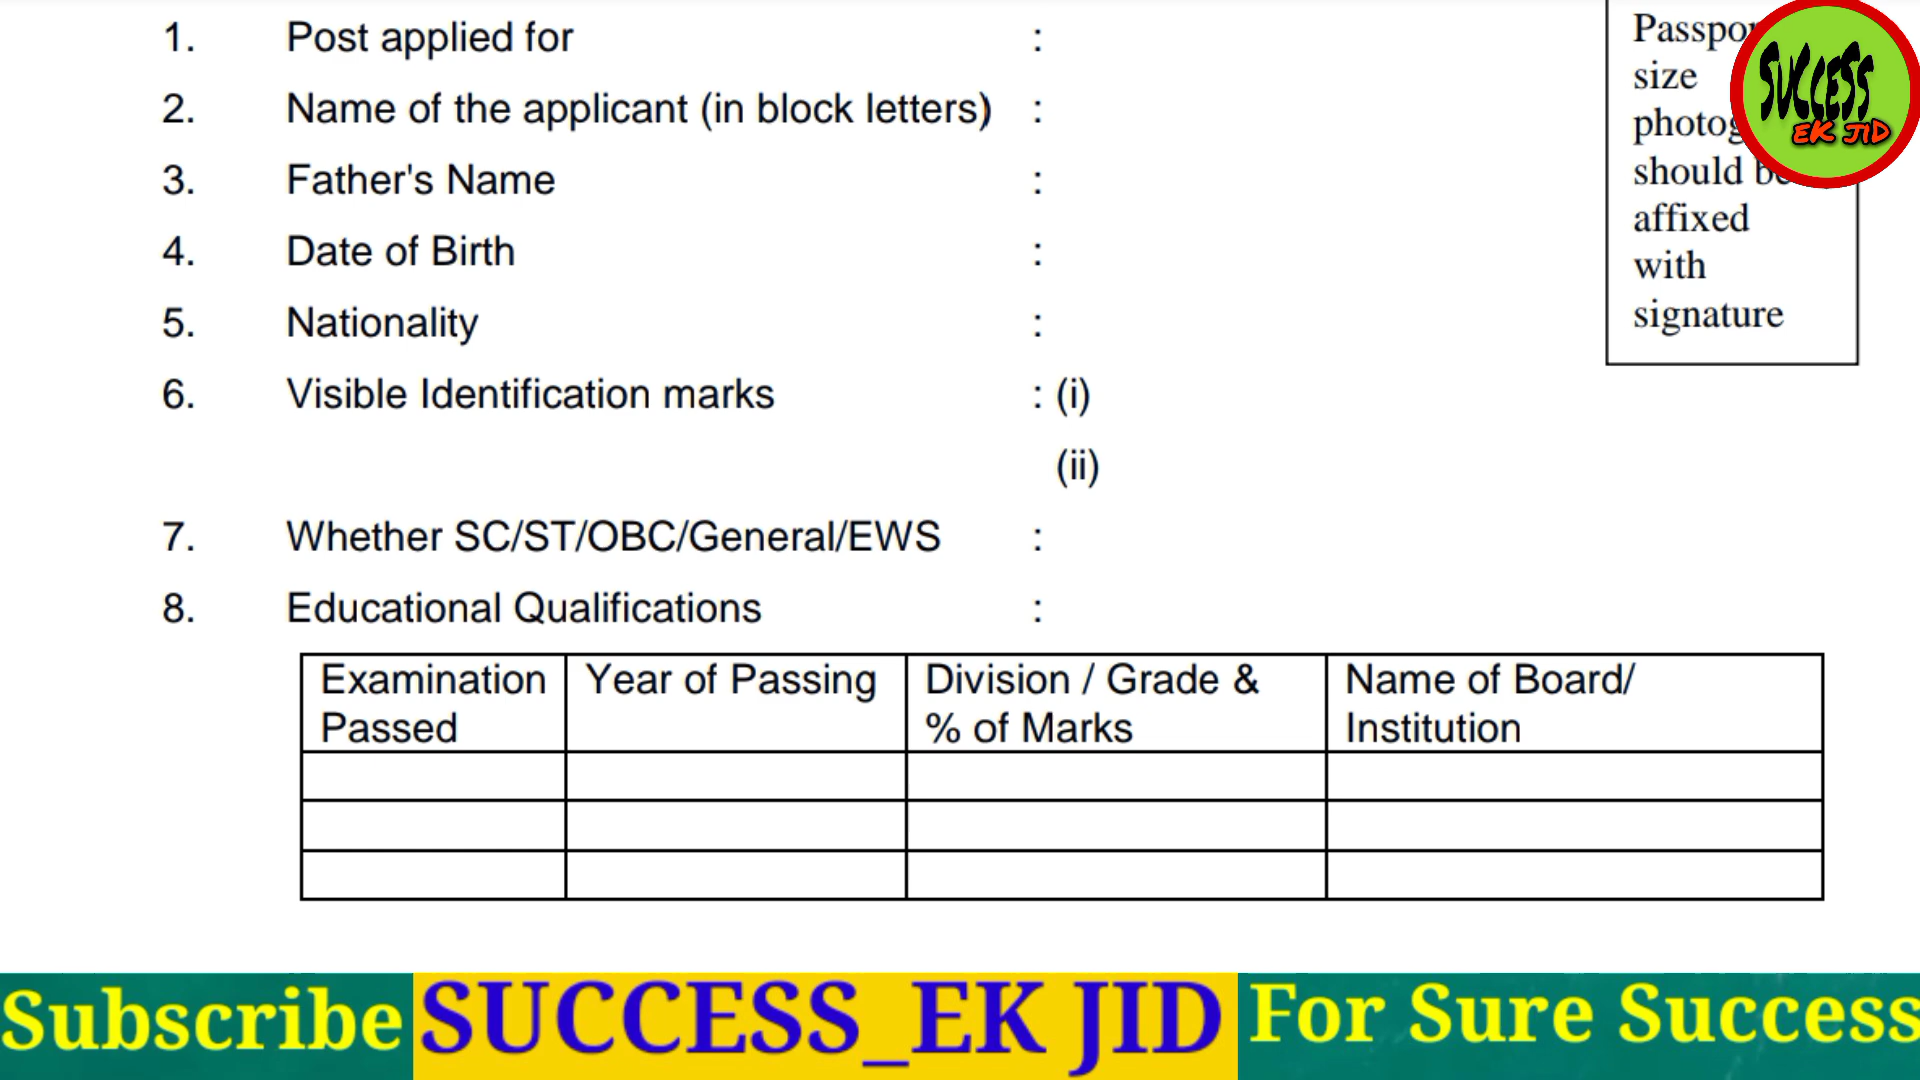 1. Post applied for :
2. Name of the applicant (in block letters) :
3. Father's Name :
4. Date of Birth :
5. Nationality :
6. Visible Identification marks : (i)
(ii)
7. Whether SC/ST/OBC/General/EWS :
8. Educational Qualifications :
size
should
affixed
with
signature
SUCCESS
EK JID
Examination Passed
Year of Passing
Division / Grade & % of Marks
Name of Board/ Institution
Subscribe SUCCESS_EK JID For Sure Success